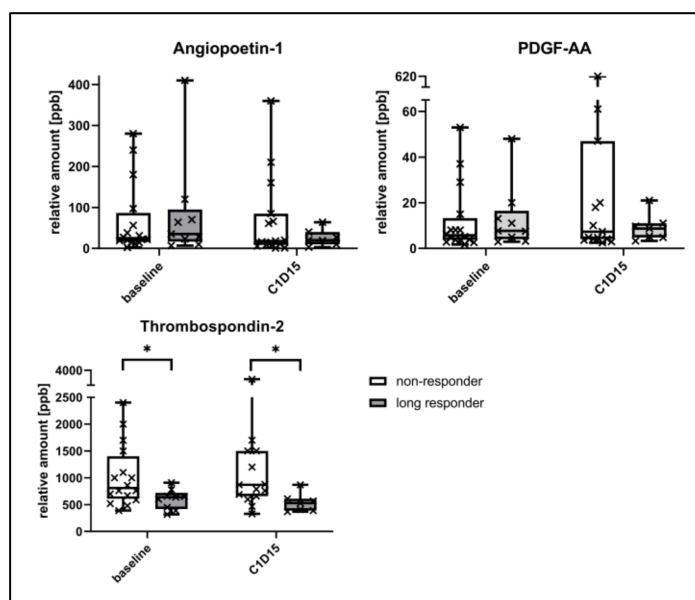 Angiopoetin-1
relative amount [ppb]
400
300
200
100
0
baseline
C1D15
PDGF-AA
relative amount [ppb]
620
60
40
20
0
baseline
C1D15
Thrombospondin-2
relative amount [ppb]
4000
2500
2000
1500
1000
500
0
*
*
baseline
C1D15
non-responder
long responder